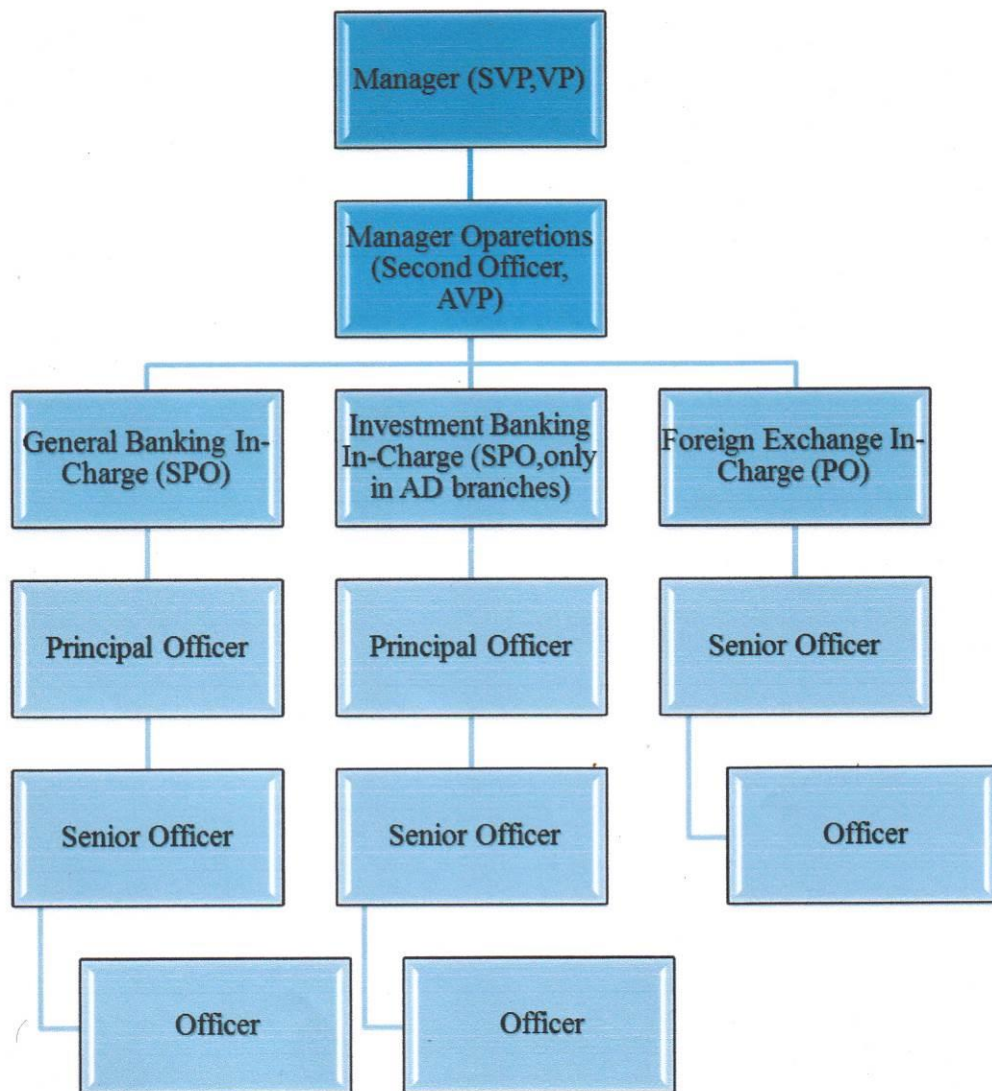 Manager (SVP,VP)
Manager Oparetions
(Second Officer,
AVP)
General Banking In-
Charge (SPO)
Investment Banking
In-Charge (SPO,only
in AD branches)
Foreign Exchange In-
Charge (PO)
Principal Officer
Principal Officer
Senior Officer
Senior Officer
Senior Officer
Officer
Officer
Officer